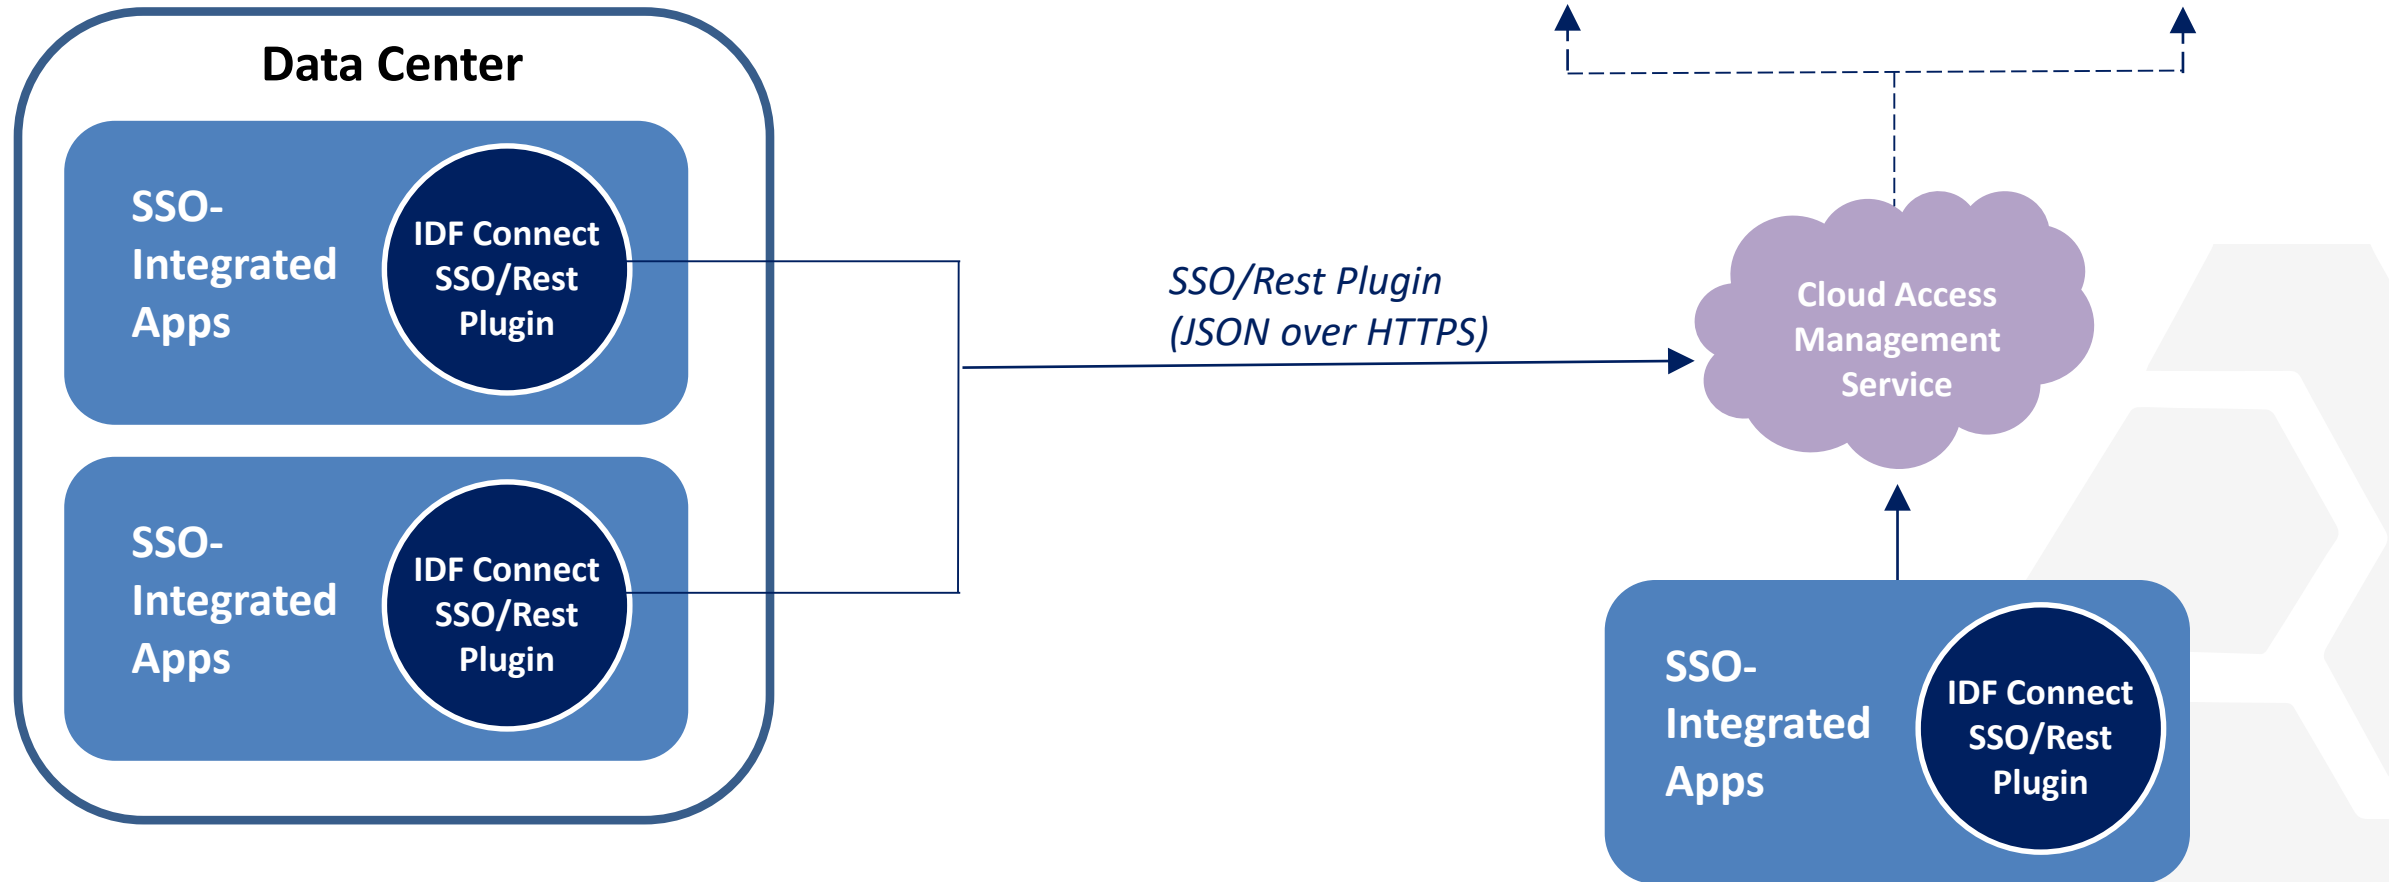 Data Center
SSO-
Integrated
Apps
IDF Connect
SSO/Rest
Plugin
SSO-
Integrated
Apps
IDF Connect
SSO/Rest
Plugin
SSO/Rest Plugin
(JSON over HTTPS)
Cloud Access
Management
Service
SSO-
Integrated
Apps
IDF Connect
SSO/Rest
Plugin